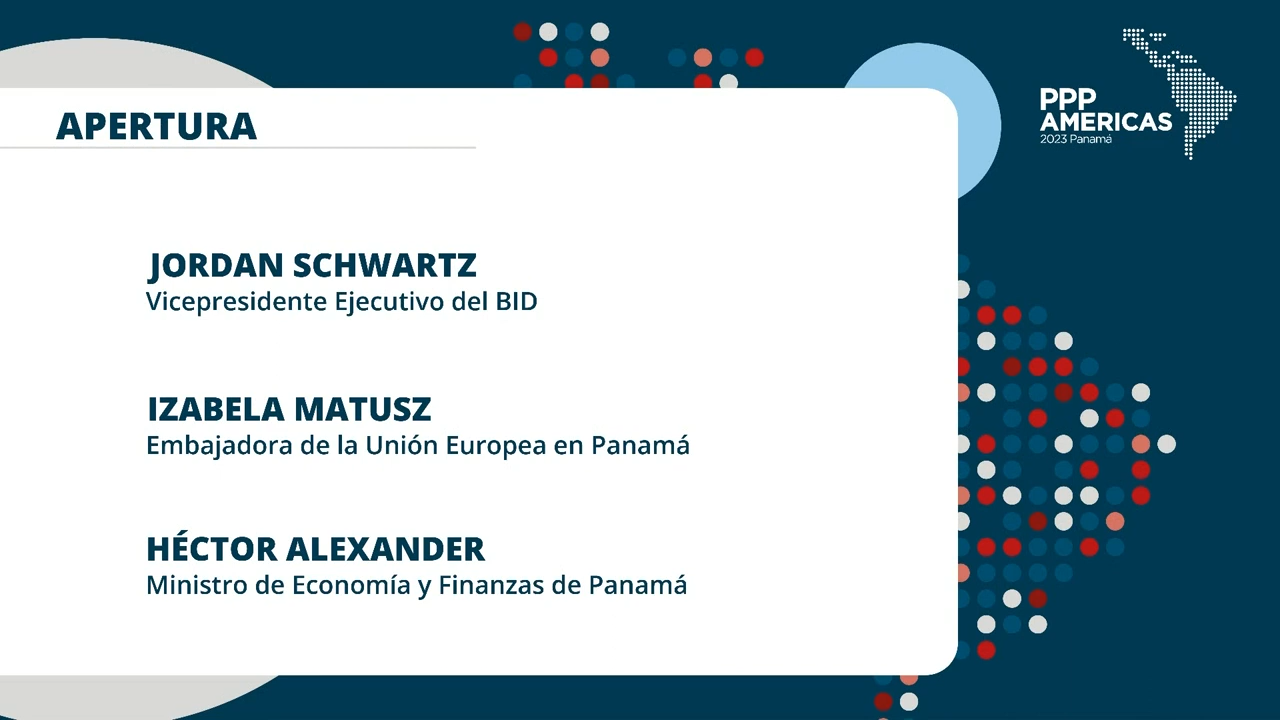 APERTURA
PPP
AMERICAS
2023 Panamá
JORDAN SCHWARTZ
Vicepresidente Ejecutivo del BID
IZABELA MATUSZ
Embajadora de la Unión Europea en Panamá
HÉCTOR ALEXANDER
Ministro de Economía y Finanzas de Panamá